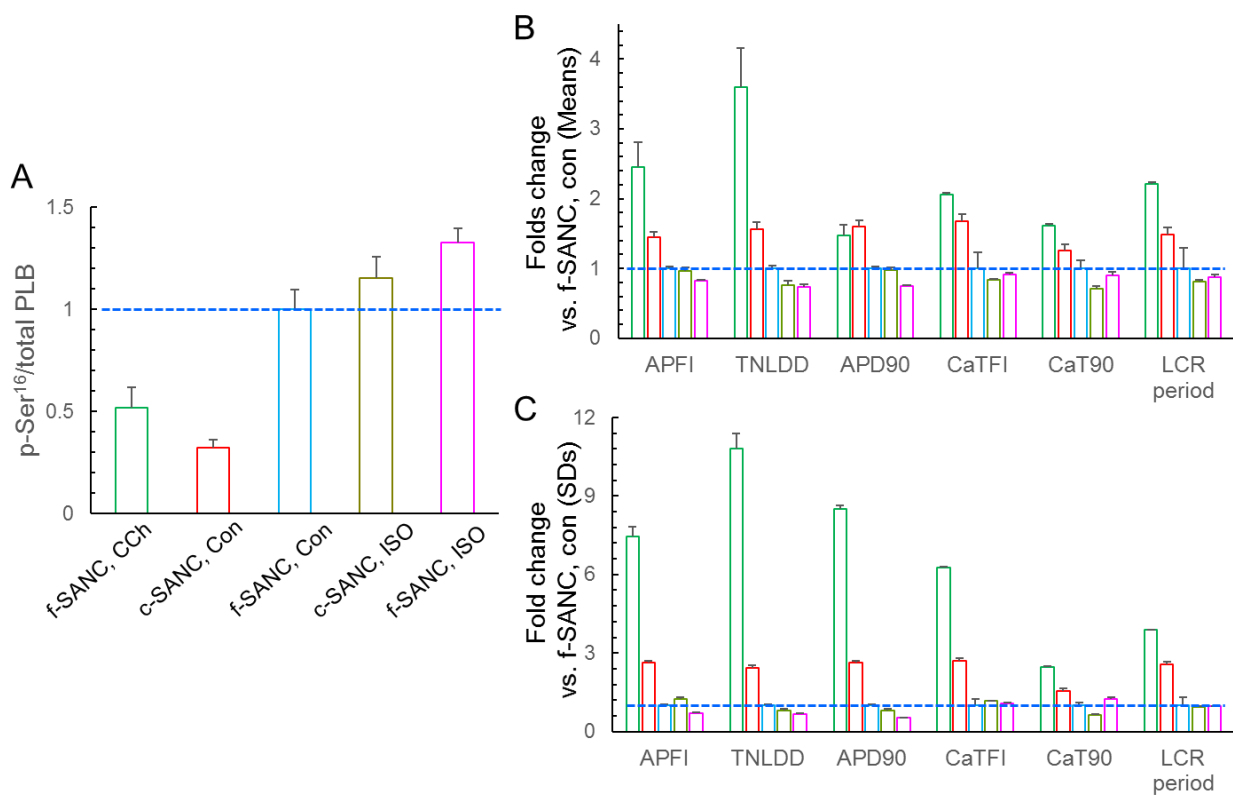 A
p-Ser16/total PLB
1.5
1
0.5
0
f-SANC, CCh
c-SANC, Con
f-SANC, Con
c-SANC, ISO
f-SANC, ISO
B
Folds change
vs. f-SANC, con (Means)
4
3
2
1
0
APFI TNLDD APD90 CaTFI CaT90 LCR
period
C
Fold change
vs. f-SANC, con (SDs)
12
9
6
3
0
APFI TNLDD APD90 CaTFI CaT90 LCR
period